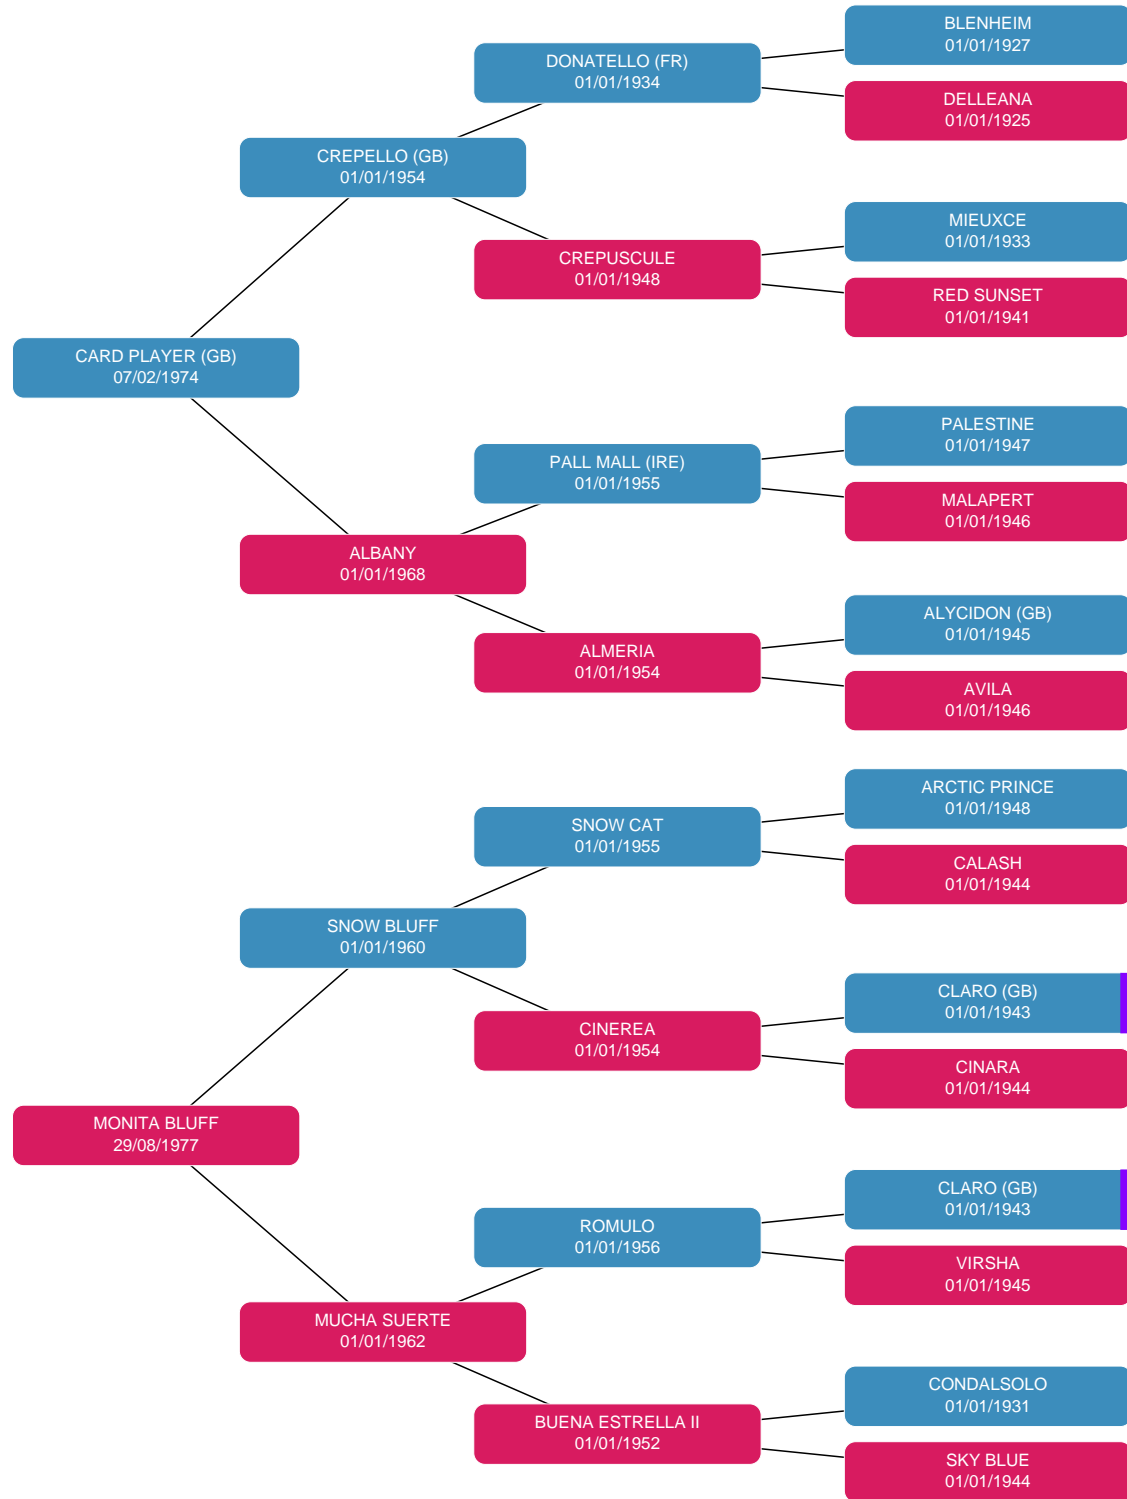 BLENHEIM
01/01/1927
DONATELLO (FR)
01/01/1934
DELLEANA
01/01/1925
CREPELLO (GB)
01/01/1954
MIEUXCE
01/01/1933
CREPUSCULE
01/01/1948
RED SUNSET
01/01/1941
CARD PLAYER (GB)
07/02/1974
PALESTINE
01/01/1947
PALL MALL (IRE)
01/01/1955
MALAPERT
01/01/1946
ALBANY
01/01/1968
ALYCIDON (GB)
01/01/1945
ALMERIA
01/01/1954
AVILA
01/01/1946
ARCTIC PRINCE
01/01/1948
SNOW CAT
01/01/1955
CALASH
01/01/1944
SNOW BLUFF
01/01/1960
CLARO (GB)
01/01/1943
CINEREA
01/01/1954
CINARA
01/01/1944
MONITA BLUFF
29/08/1977
CLARO (GB)
01/01/1943
ROMULO
01/01/1956
VIRSHA
01/01/1945
MUCHA SUERTE
01/01/1962
CONDALSOLO
01/01/1931
BUENA ESTRELLA II
01/01/1952
SKY BLUE
01/01/1944